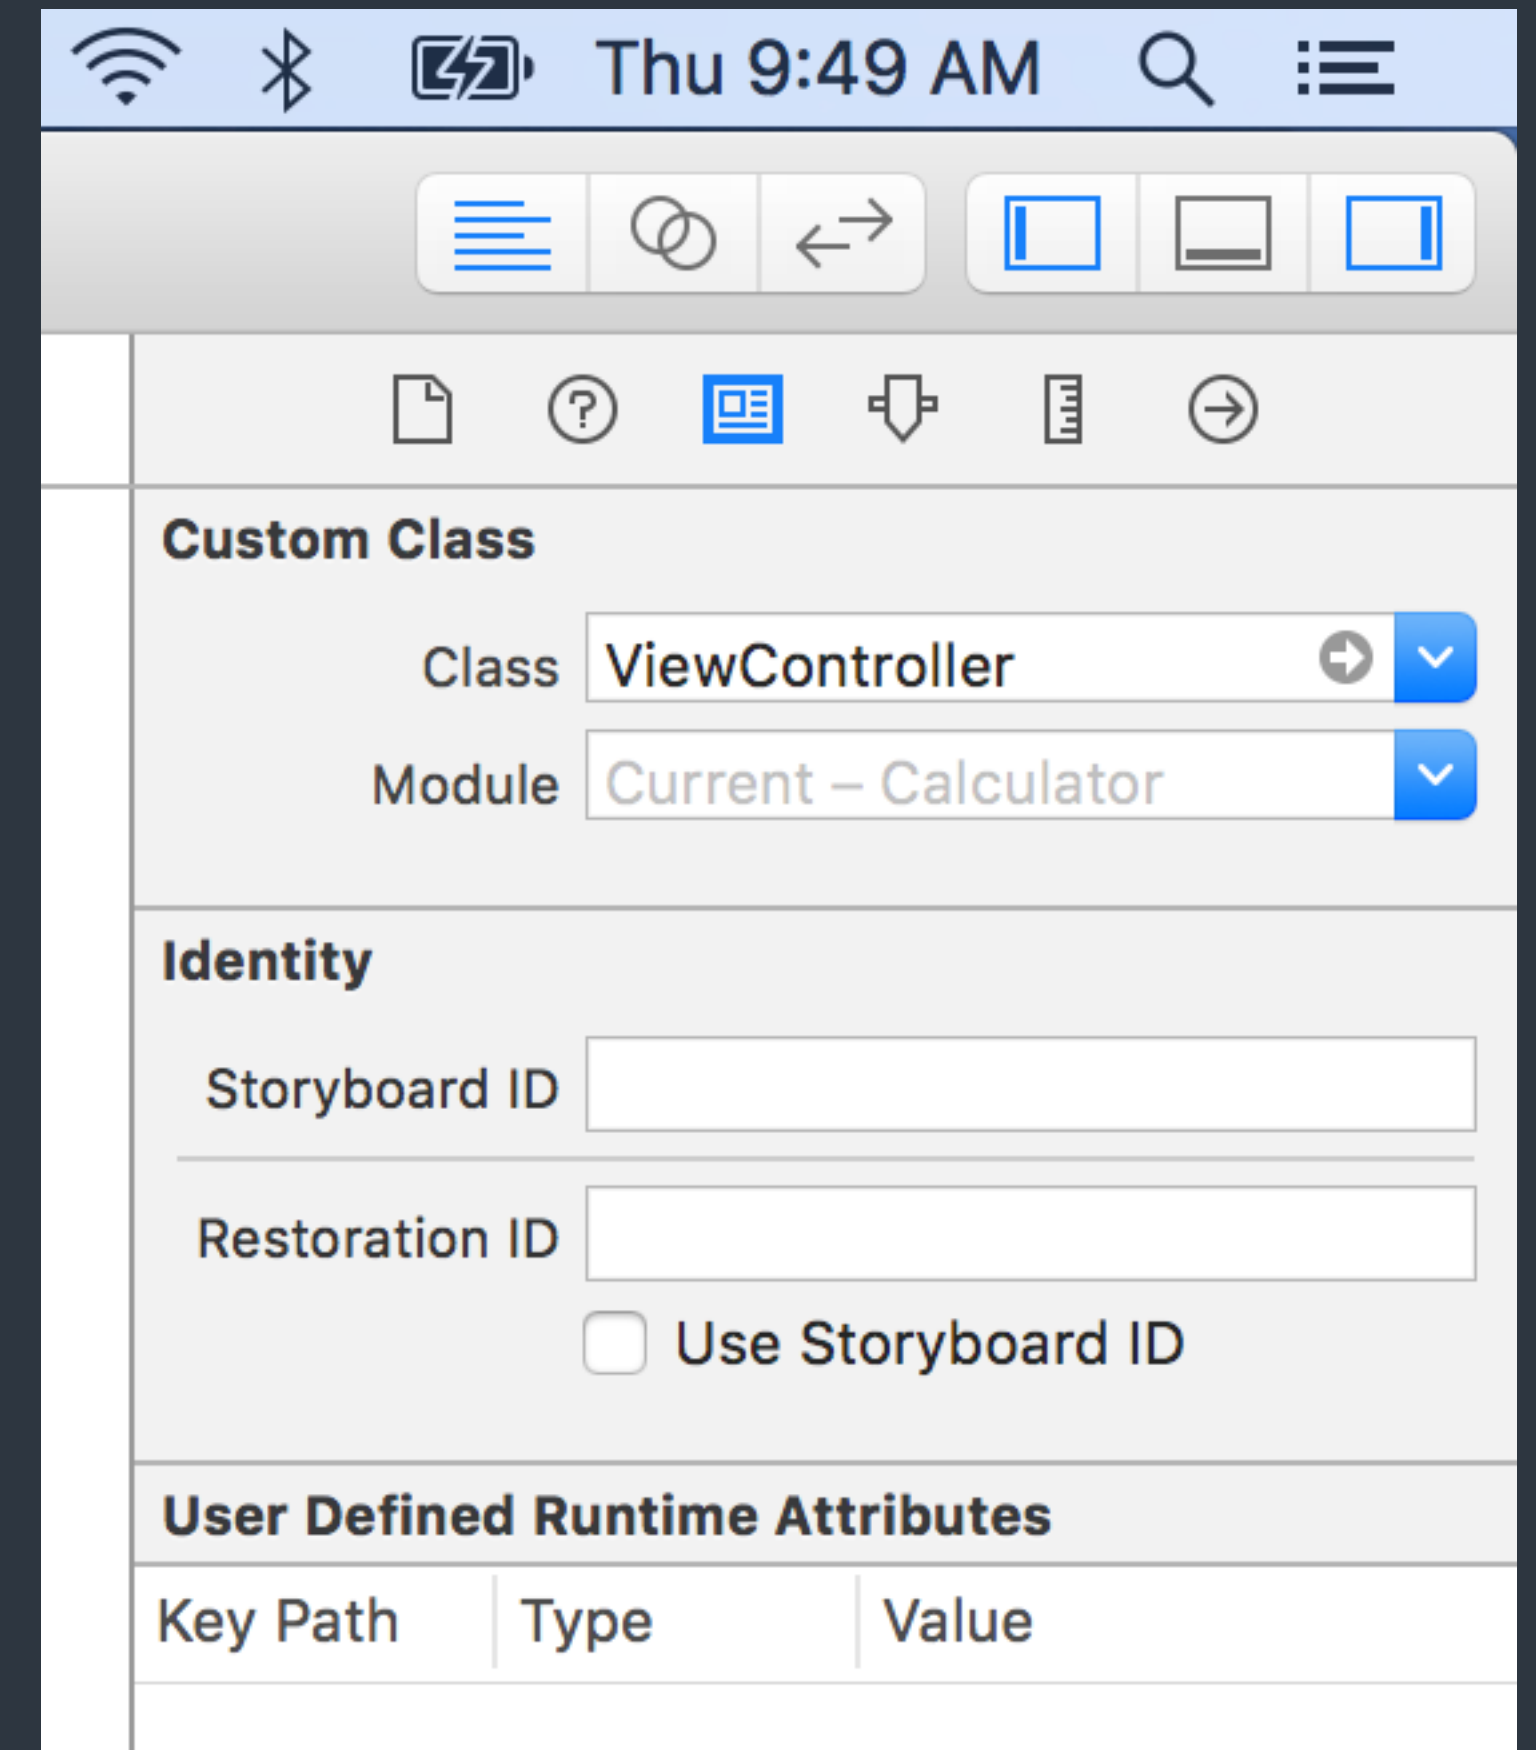 Thu 9:49 AM
Custom Class
Class ViewController
Module Current – Calculator
Identity
Storyboard ID
Restoration ID
Use Storyboard ID
User Defined Runtime Attributes
Key Path Type Value